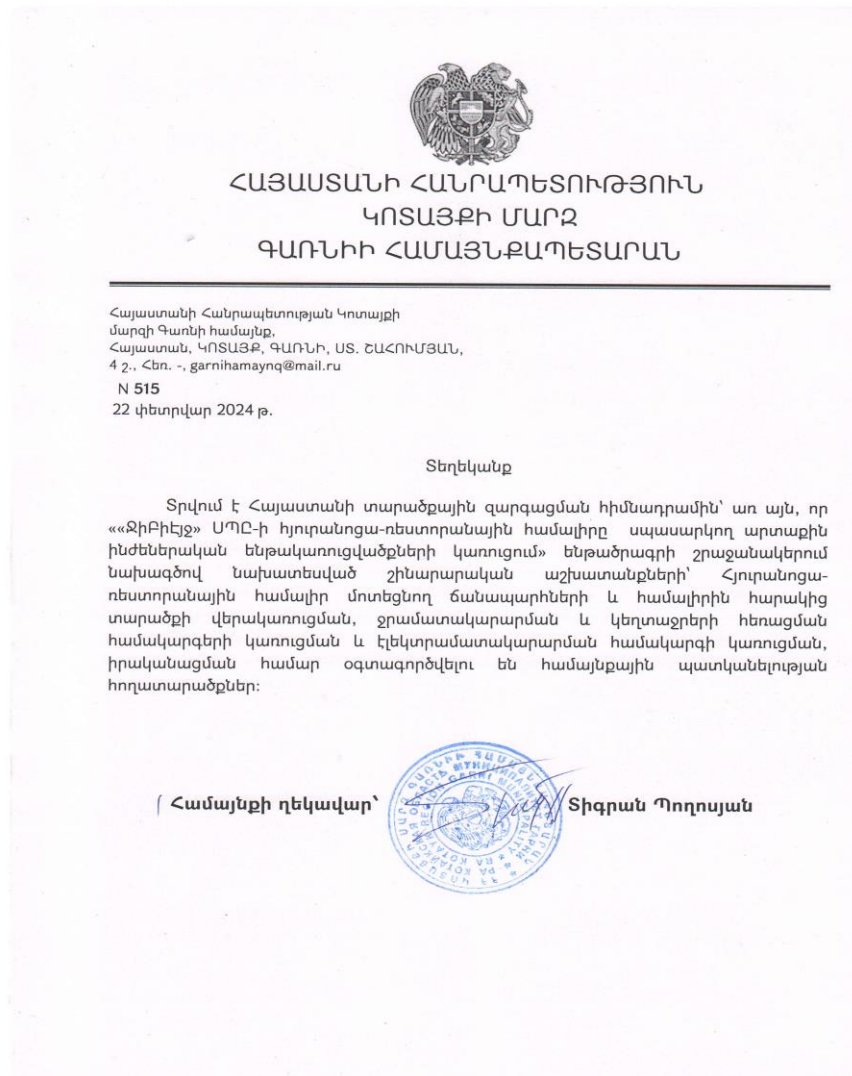 ՀԱՅԱՍՏԱՆԻ ՀԱՆՐԱՊԵՏՈՒԹՅՈՒՆ
ԿՈՏԱՅՔԻ ՄԱՐԶ
ԳԱՌՆԻԻ ՀԱՄԱՅՆՔԱՊԵՏԱՐԱՆ
Հայաստանի Հանրապետության Կոտայքի
մարզի Գառնի համայնք,
Հայաստան, ԿՈՏԱՅՔ, ԳԱՌՆԻ, ՍՏ. ՇԱՀՈՒՄՅԱՆ,
4 շ., Հեռ. -, garnihamaynq@mail.ru
N 515
22 փետրվար 2024 թ.
Տեղեկանք
Տրվում է Հայաստանի տարածքային զարգացման հիմնադրամին՝ առ այն, որ
««ՋիԲիԷյջ» ՍՊԸ-ի հյուրանոցա-ռեստորանային համալիրը սպասարկող արտաքին
ինժեներական ենթակառուցվածքների կառուցում» ենթածրագրի շրջանակերում
նախագծով նախատեսված շինարարական աշխատանքների՝ Հյուրանոցա-
ռեստորանային համալիր մոտեցնող ճանապարհների և համալիրին հարակից
տարածքի վերակառուցման, ջրամատակարարման և կեղտաջրերի հեռացման
համակարգերի կառուցման և էլեկտրամատակարարման համակարգի կառուցման,
իրականացման համար օգտագործվելու են համայնքային պատկանելության
հողատարածքներ:
Համայնքի ղեկավար՝ Տիգրան Պողոսյան